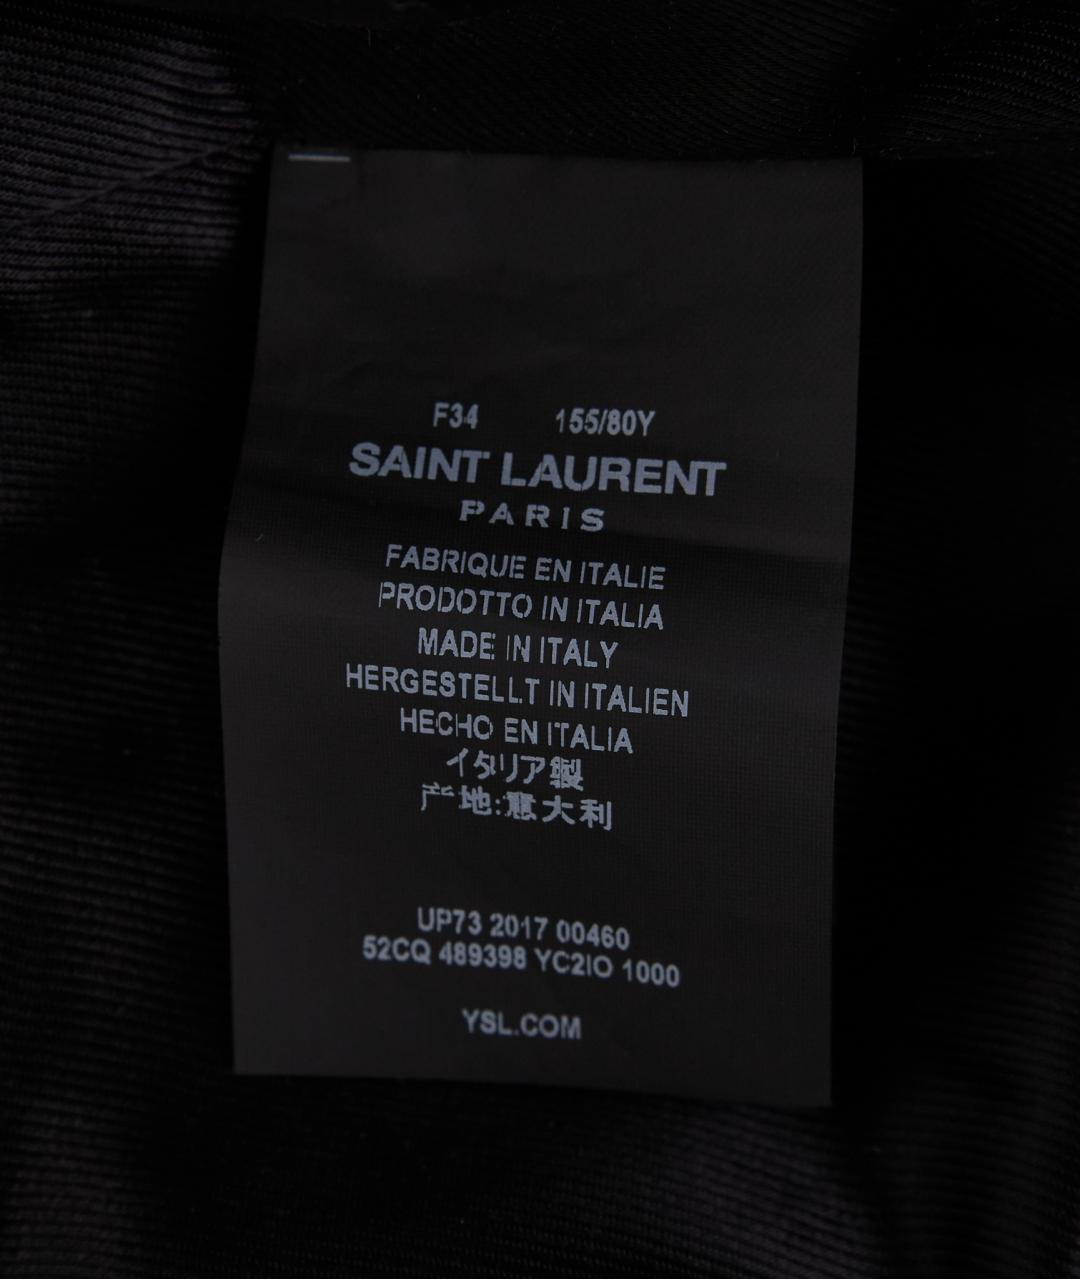 F34 155/80Y
SAINT LAURENT
PARIS
FABRIQUE EN ITALIE
PRODOTTO IN ITALIA
MADE IN ITALY
HERGESTELLT IN ITALIEN
HECHO EN ITALIA
イタリア製
产地:意大利
UP73 2017 00460
52CQ 489398 YC2IO 1000
YSL.COM